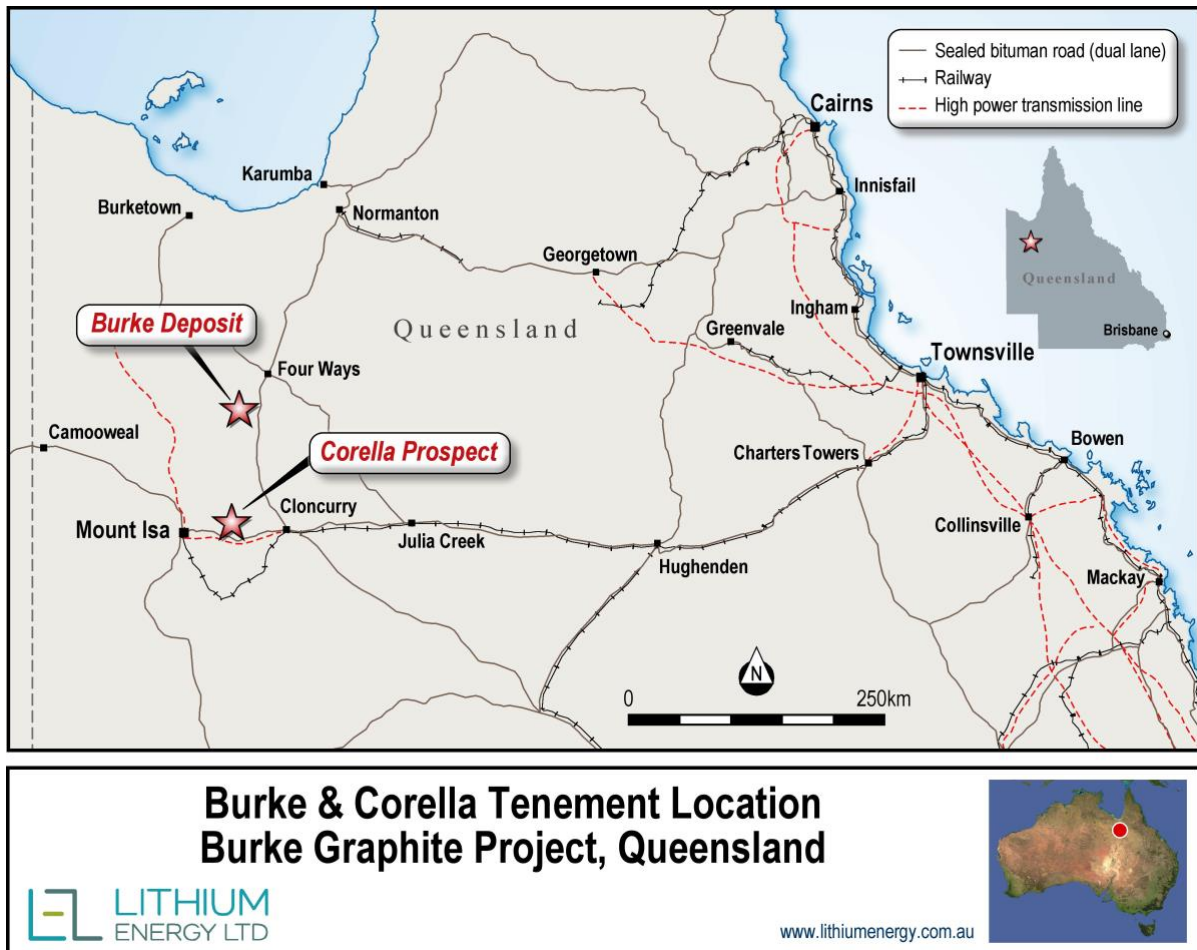 Sealed bituman road (dual lane)
Railway
High power transmission line
Cairns
Karumba
Innisfail
Burketown
Normanton
Georgetown
Queensland
Burke Deposit
Queensland
Ingham
Greenvale
Brisbane
Townsville
Four Ways
Camooweal
Corella Prospect
Charters Towers
Bowen
Cloncurry
Mount Isa
Julia Creek
Collinsville
Hughenden
Mackay
N
0 250km
Burke & Corella Tenement Location
Burke Graphite Project, Queensland
LEL LITHIUM
ENERGY LTD
www.lithiumenergy.com.au